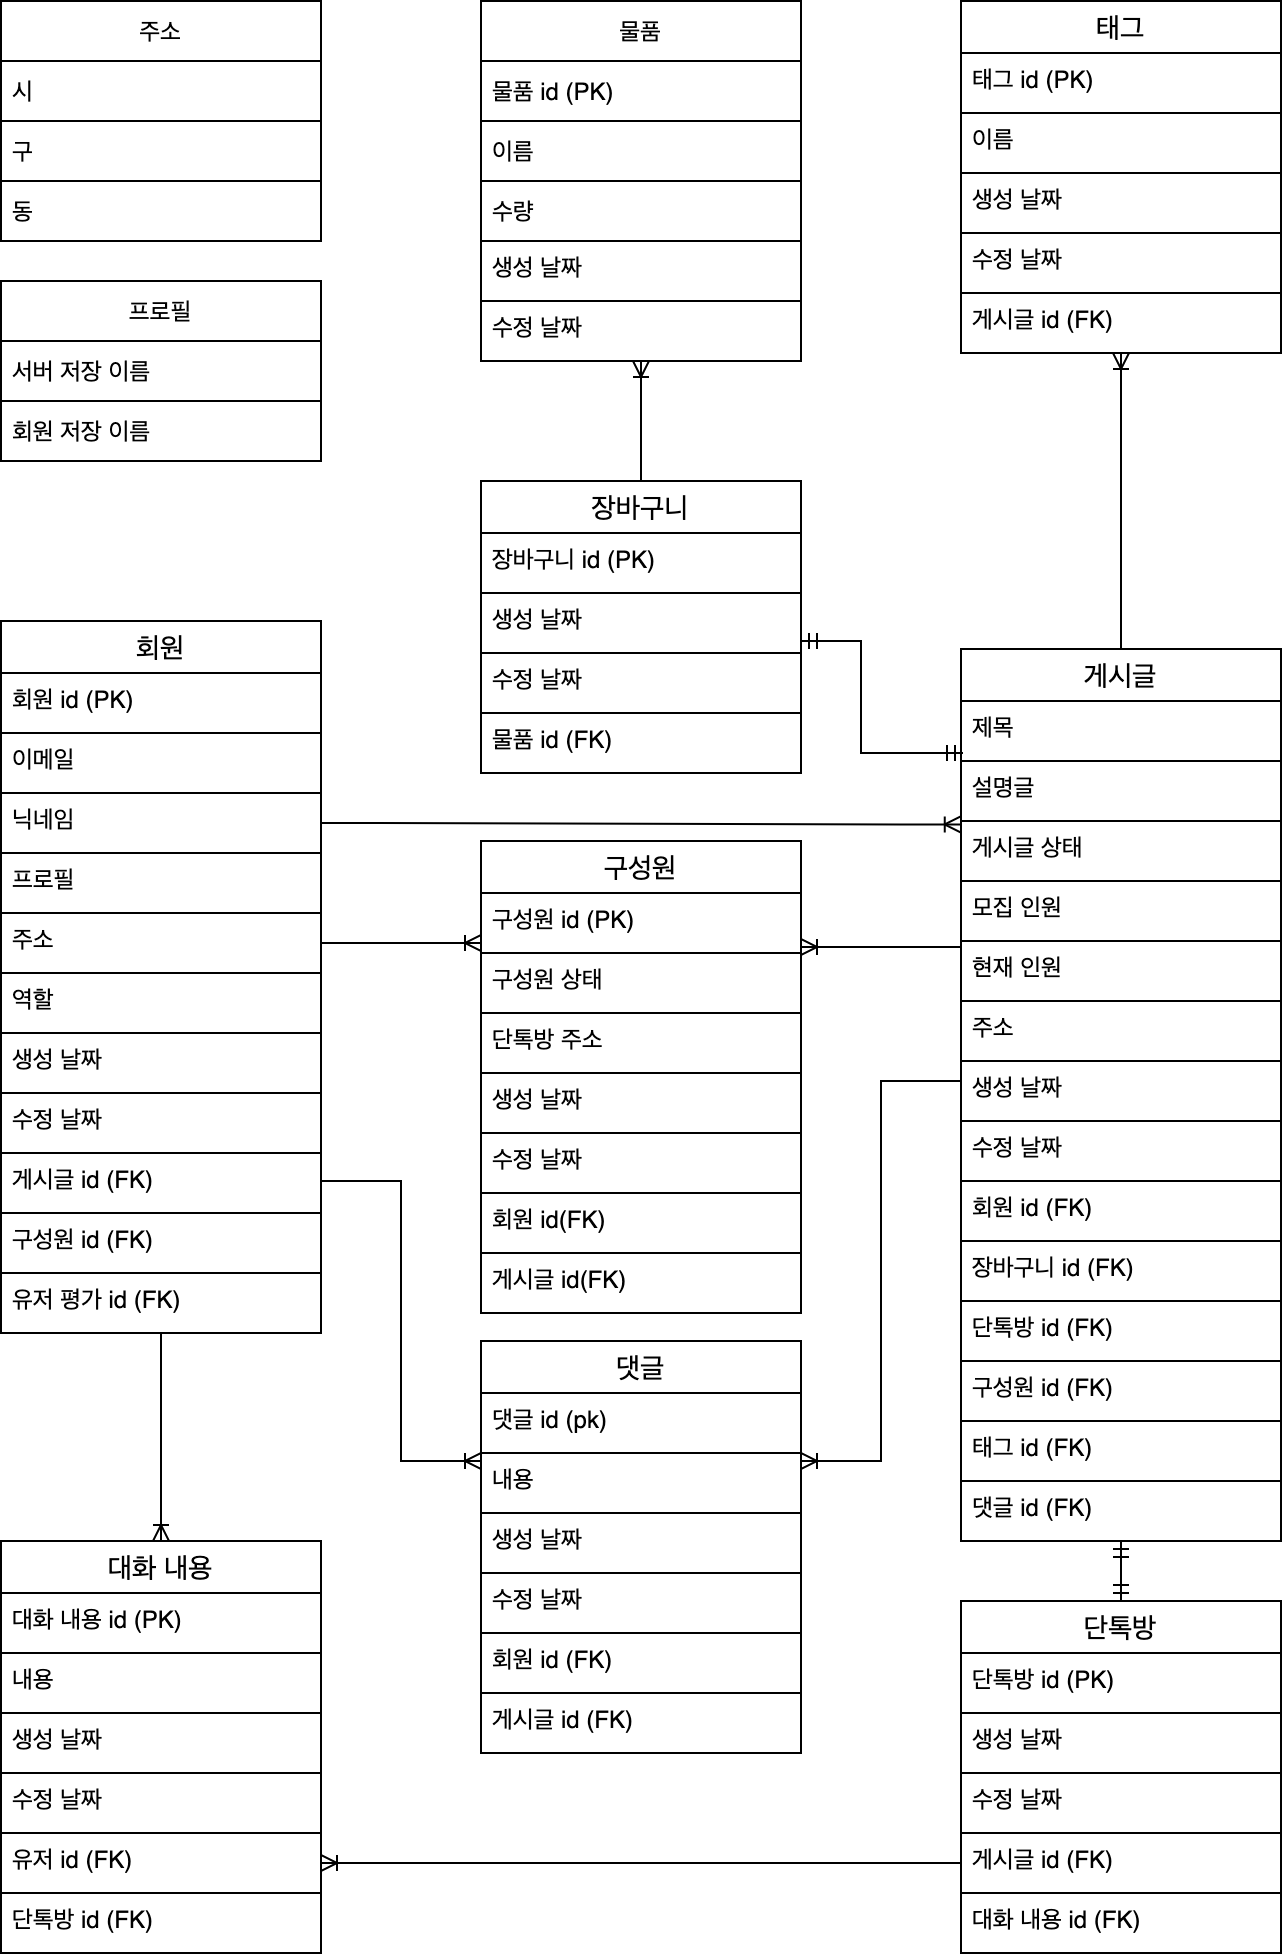 주소
시
구
동
프로필
서버 저장 이름
회원 저장 이름
물품
물품 id (PK)
이름
수량
생성 날짜
수정 날짜
태그
태그 id (PK)
이름
생성 날짜
수정 날짜
게시글 id (FK)
장바구니
장바구니 id (PK)
생성 날짜
수정 날짜
물품 id (FK)
회원
회원 id (PK)
이메일
닉네임
프로필
주소
역할
생성 날짜
수정 날짜
게시글 id (FK)
구성원 id (FK)
유저 평가 id (FK)
구성원
구성원 id (PK)
구성원 상태
단톡방 주소
생성 날짜
수정 날짜
회원 id(FK)
게시글 id(FK)
게시글
제목
설명글
게시글 상태
모집 인원
현재 인원
주소
생성 날짜
수정 날짜
회원 id (FK)
장바구니 id (FK)
단톡방 id (FK)
구성원 id (FK)
태그 id (FK)
댓글 id (FK)
댓글
댓글 id (pk)
내용
생성 날짜
수정 날짜
회원 id (FK)
게시글 id (FK)
대화 내용
대화 내용 id (PK)
내용
생성 날짜
수정 날짜
유저 id (FK)
단톡방 id (FK)
단톡방
단톡방 id (PK)
생성 날짜
수정 날짜
게시글 id (FK)
대화 내용 id (FK)